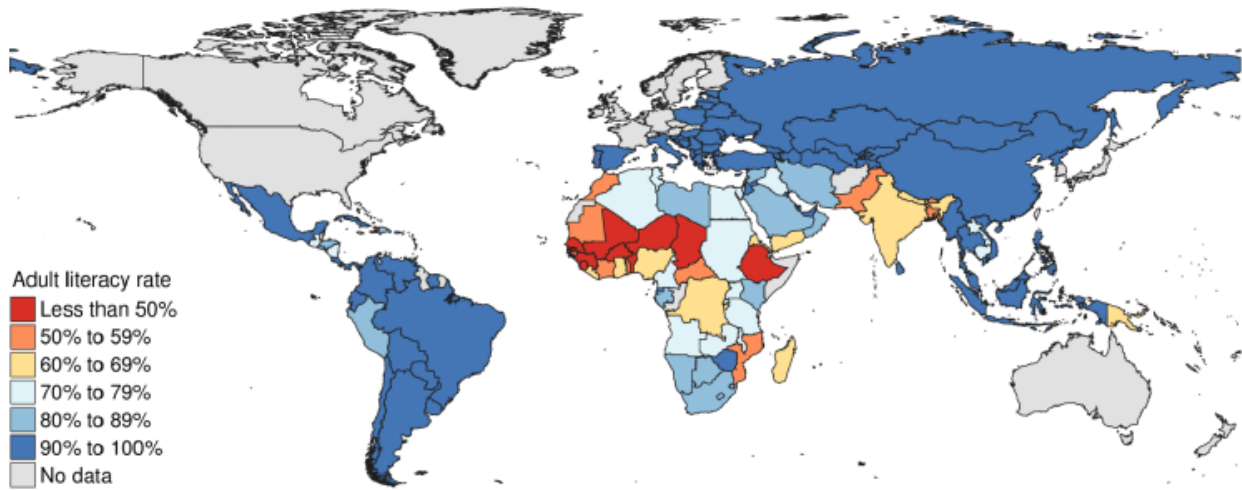 Adult literacy rate
Less than 50%
50% to 59%
60% to 69%
70% to 79%
80% to 89%
90% to 100%
No data